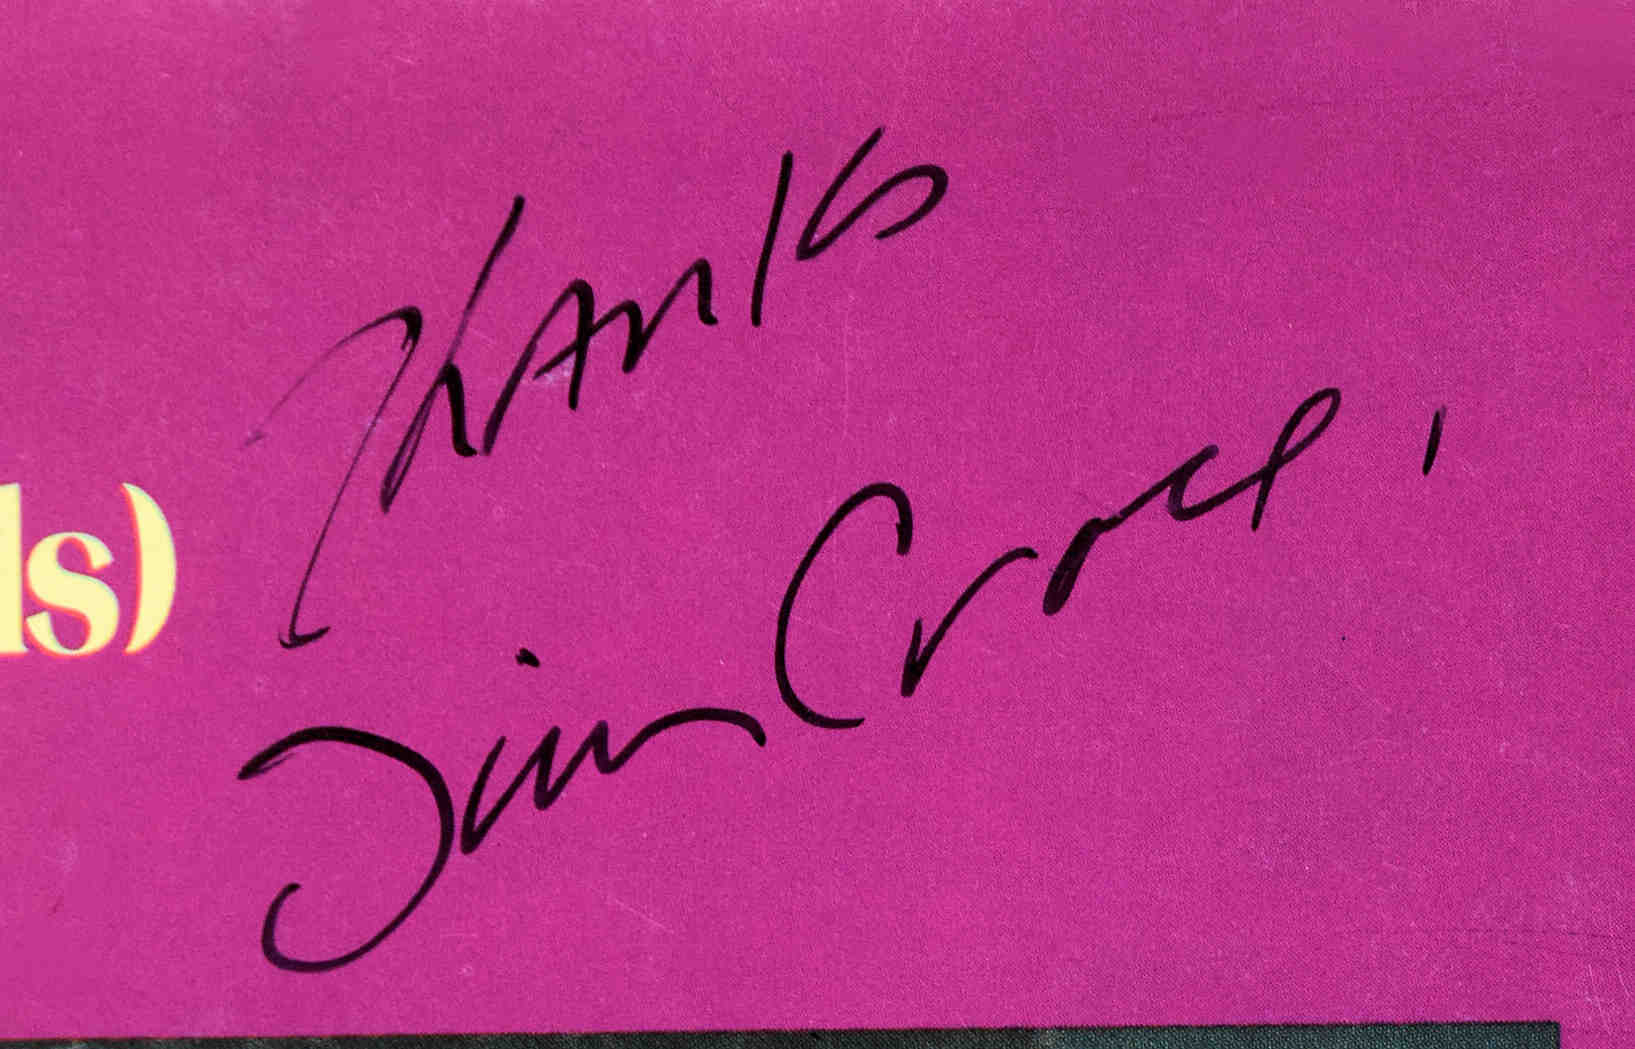 Thanks
ls)
Jim Croce